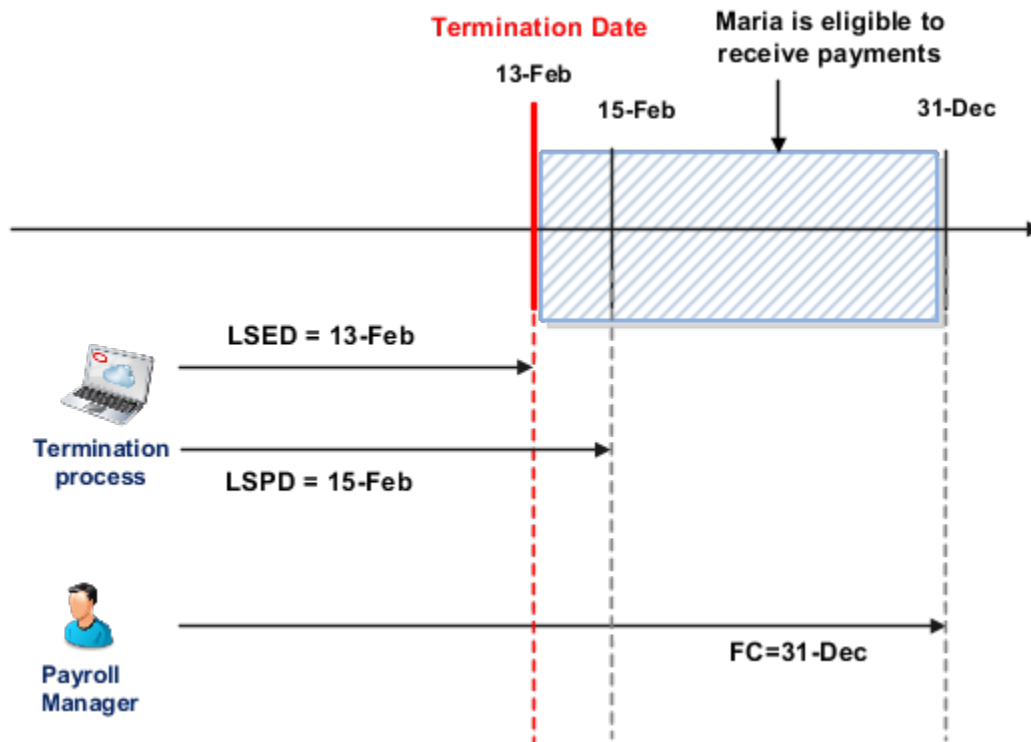 Termination Date
Maria is eligible to
receive payments
13-Feb
15-Feb
31-Dec
LSED = 13-Feb
Termination
process
LSPD = 15-Feb
FC=31-Dec
Payroll
Manager